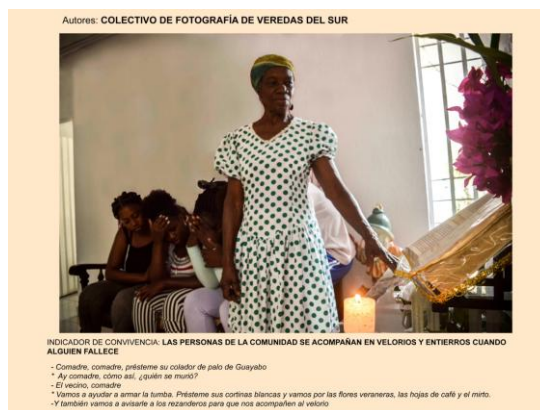 Autores: COLECTIVO DE FOTOGRAFÍA DE VEREDAS DEL SUR
INDICADOR DE CONVIVENCIA: LAS PERSONAS DE LA COMUNIDAD SE ACOMPAÑAN EN VELORIOS Y ENTIERROS CUANDO
ALGUIEN FALLECE
- Comadre, comadre, présteme su colador de palo de Guayabo
* Ay comadre, cómo así, ¿quién se murió?
- El vecino, comadre
* Vamos a ayudar a armar la tumba. Présteme sus cortinas blancas y vamos por las flores veraneras, las hojas de café y el mirto.
-Y también vamos a avisarle a los rezanderos para que nos acompañen al velorio